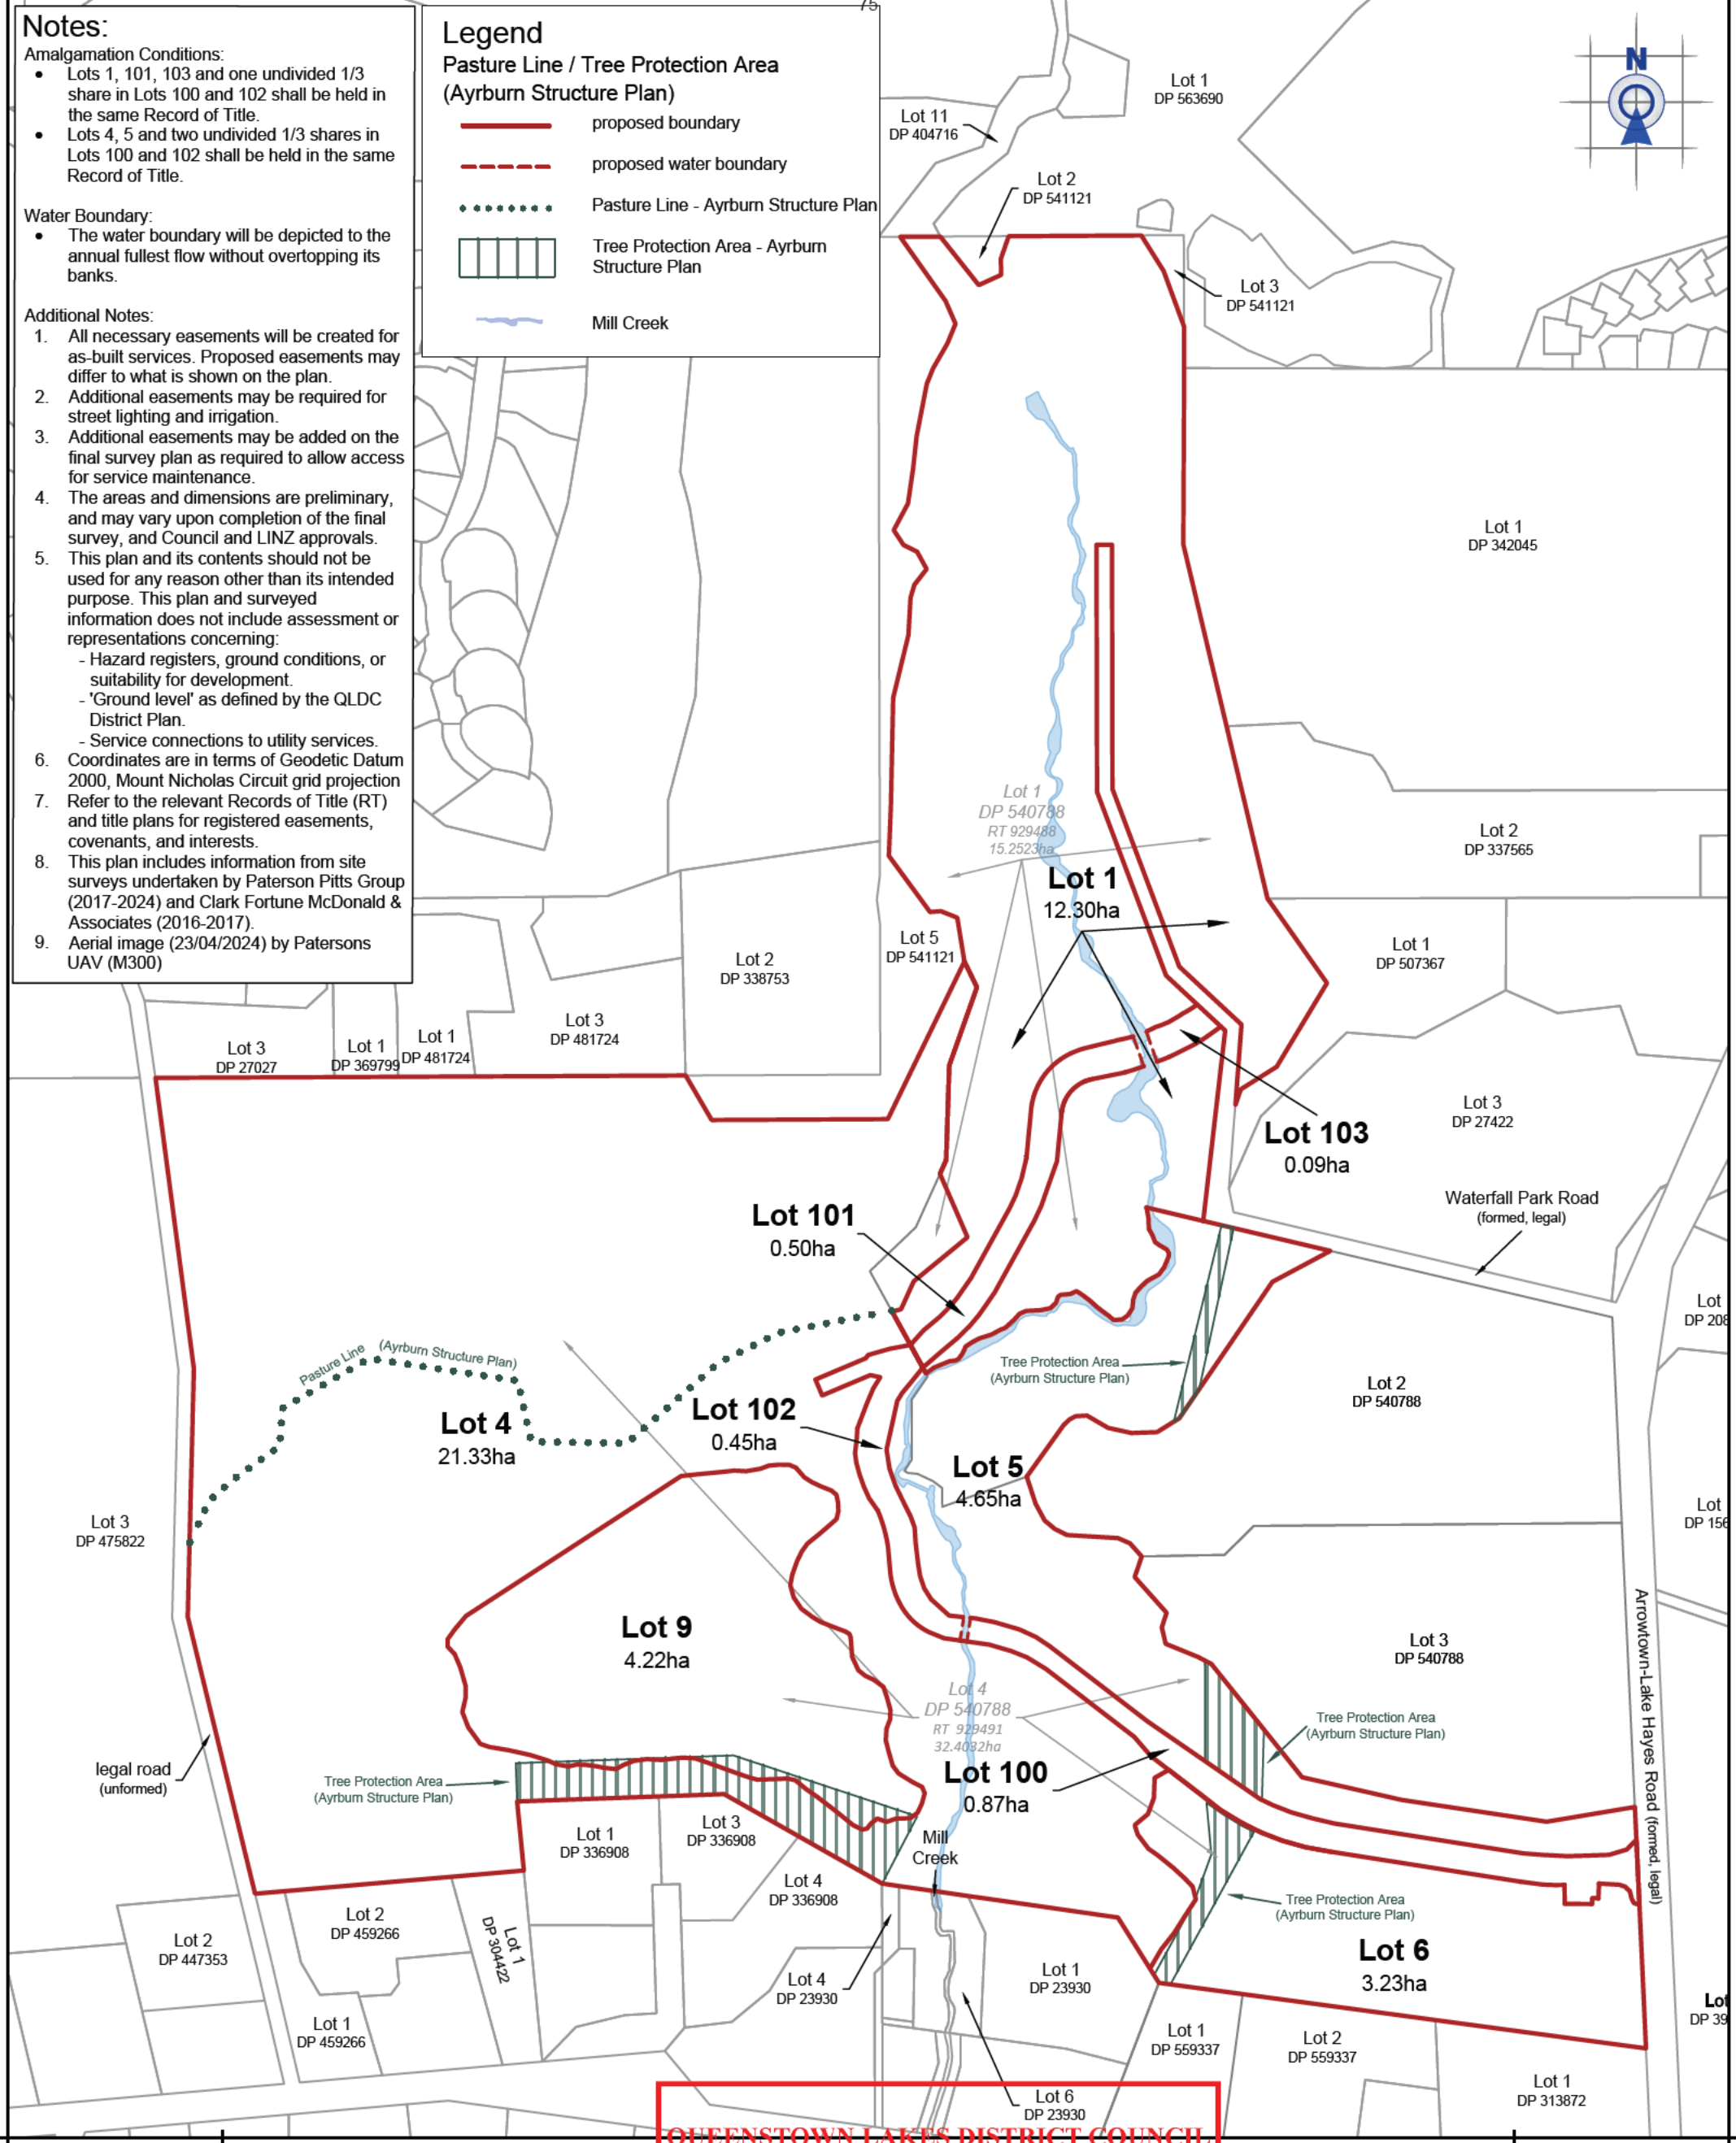 75
Notes:
Amalgamation Conditions:
• Lots 1, 101, 103 and one undivided 1/3
share in Lots 100 and 102 shall be held in
the same Record of Title.
• Lots 4, 5 and two undivided 1/3 shares in
Lots 100 and 102 shall be held in the same
Record of Title.
Water Boundary:
• The water boundary will be depicted to the
annual fullest flow without overtopping its
banks.
Additional Notes:
1. All necessary easements will be created for
as-built services. Proposed easements may
differ to what is shown on the plan.
2. Additional easements may be required for
street lighting and irrigation.
3. Additional easements may be added on the
final survey plan as required to allow access
for service maintenance.
4. The areas and dimensions are preliminary,
and may vary upon completion of the final
survey, and Council and LINZ approvals.
5. This plan and its contents should not be
used for any reason other than its intended
purpose. This plan and surveyed
information does not include assessment or
representations concerning:
- Hazard registers, ground conditions, or
suitability for development.
- 'Ground level' as defined by the QLDC
District Plan.
- Service connections to utility services.
6. Coordinates are in terms of Geodetic Datum
2000, Mount Nicholas Circuit grid projection
7. Refer to the relevant Records of Title (RT)
and title plans for registered easements,
covenants, and interests.
8. This plan includes information from site
surveys undertaken by Paterson Pitts Group
(2017-2024) and Clark Fortune McDonald &
Associates (2016-2017).
9. Aerial image (23/04/2024) by Patersons
UAV (M300)
Legend
Pasture Line / Tree Protection Area
(Ayrburn Structure Plan)
proposed boundary
proposed water boundary
Pasture Line - Ayrburn Structure Plan
Tree Protection Area - Ayrburn
Structure Plan
Mill Creek
N
Lot 1
DP 563690
Lot 11
DP 404716
Lot 2
DP 541121
Lot 3
DP 541121
Lot 1
DP 342045
Lot 1
DP 540788
RT 929488
15.2523ha
Lot 2
DP 337565
Lot 1
12.30ha
Lot 5
DP 541121
Lot 1
DP 507367
Lot 2
DP 338753
Lot 3
DP 27027
Lot 1
DP 369799
Lot 1
DP 481724
Lot 3
DP 481724
Lot 103
0.09ha
Lot 3
DP 27422
Waterfall Park Road
(formed, legal)
Lot 101
0.50ha
Lot
DP 208
Pasture Line (Ayrburn Structure Plan)
Tree Protection Area
(Ayrburn Structure Plan)
Lot 2
DP 540788
Lot 4
21.33ha
Lot 102
0.45ha
Lot 5
4.65ha
Lot 3
DP 475822
Lot
DP 156
Lot 9
4.22ha
Lot 3
DP 540788
Arrowtown-Lake Hayes Road (formed, legal)
Lot 4
DP 540788
RT 929491
32.4032ha
Tree Protection Area
(Ayrburn Structure Plan)
legal road
(unformed)
Tree Protection Area
(Ayrburn Structure Plan)
Lot 100
0.87ha
Lot 1
DP 336908
Lot 3
DP 336908
Mill
Creek
Lot 4
DP 336908
Tree Protection Area
(Ayrburn Structure Plan)
Lot 2
DP 447353
Lot 2
DP 459266
Lot 1
DP 304422
Lot 6
3.23ha
Lot 4
DP 23930
Lot 1
DP 23930
Lot
DP 39
Lot 1
DP 459266
Lot 1
DP 559337
Lot 2
DP 559337
Lot 1
DP 313872
Lot 6
DP 23930
QUEENSTOWN LAKES DISTRICT COUNCIL